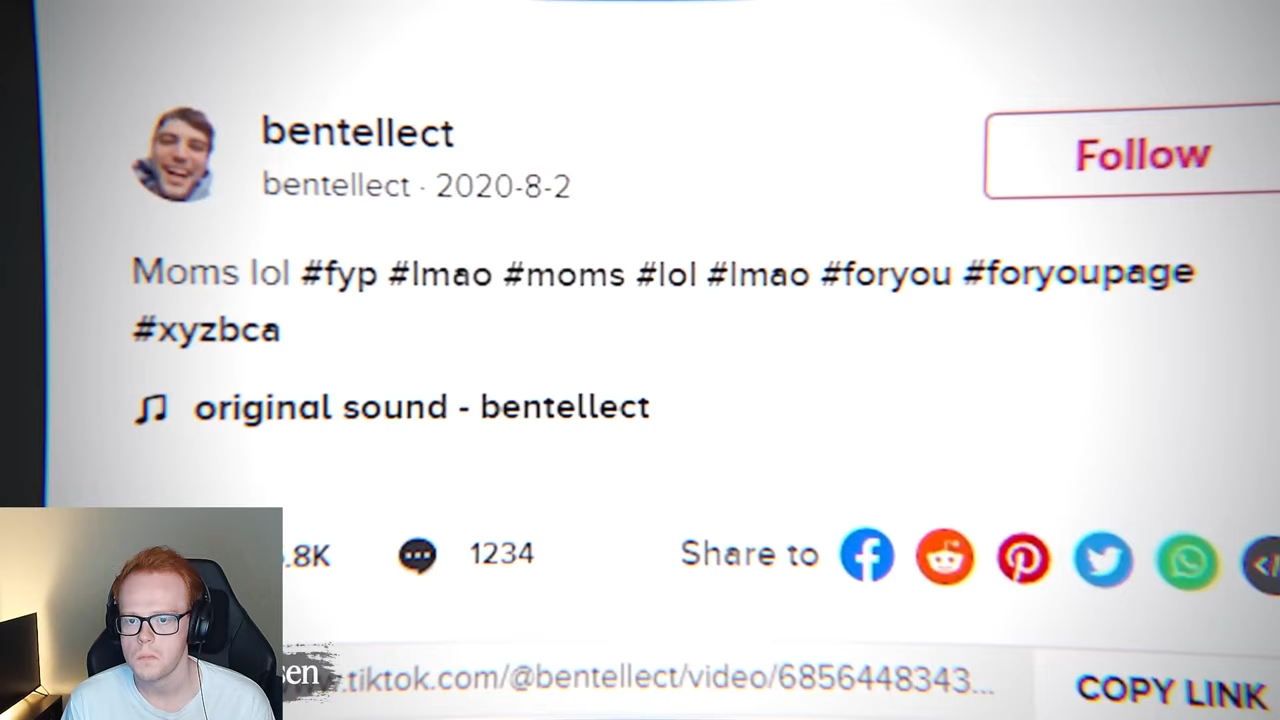 bentellect
Follow
bentellect · 2020-8-2
Moms lol #fyp #lmao #moms #lol #lmao #foryou #foryoupage
#xyzbca
original sound - bentellect
.8K
1234
Share to
sen
.tiktok.com/@bentellect/video/6856448343...
COPY LINK